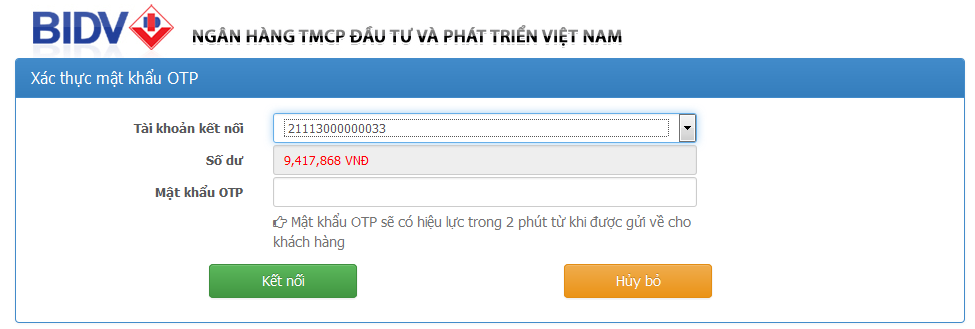 BIDV
NGÂN HÀNG TMCP ĐẦU TƯ VÀ PHÁT TRIỂN VIỆT NAM
Xác thực mật khẩu OTP
Tài khoản kết nối
21113000000033
Số dư
9,417,868 VNĐ
Mật khẩu OTP
Mật khẩu OTP sẽ có hiệu lực trong 2 phút từ khi được gửi về cho
khách hàng
Kết nối
Hủy bỏ